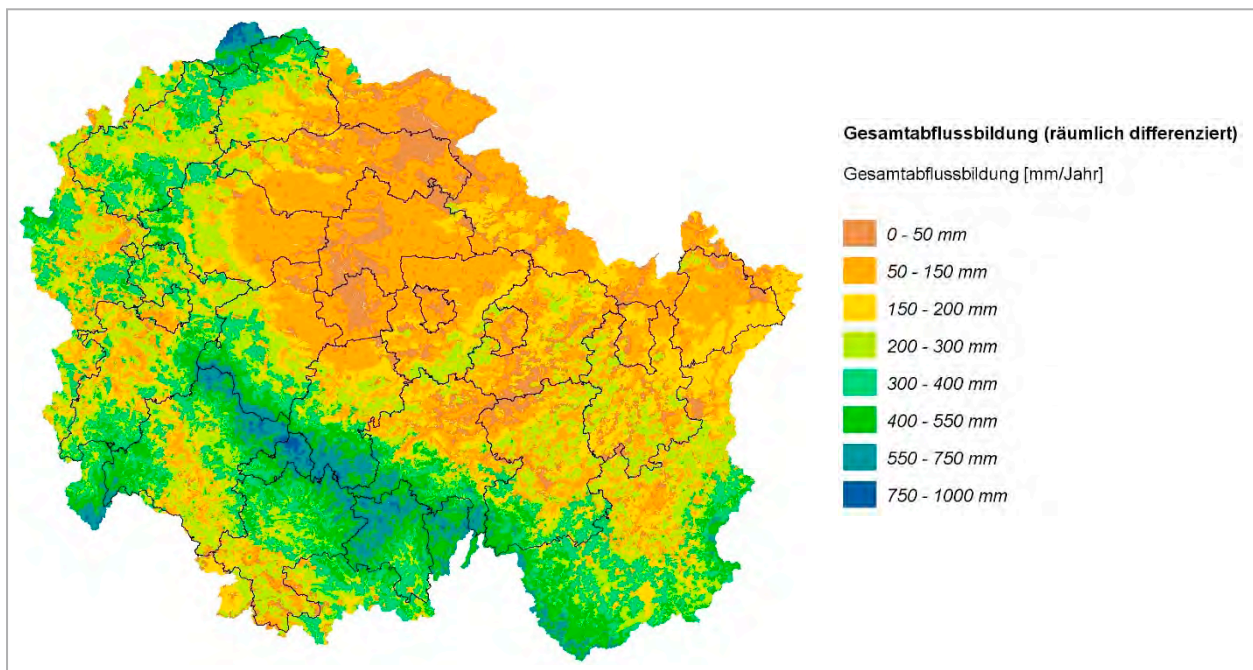 Gesamtabflussbildung (räumlich differenziert)
Gesamtabflussbildung [mm/Jahr]
0 - 50 mm
50 - 150 mm
150 - 200 mm
200 - 300 mm
300 - 400 mm
400 - 550 mm
550 - 750 mm
750 - 1000 mm